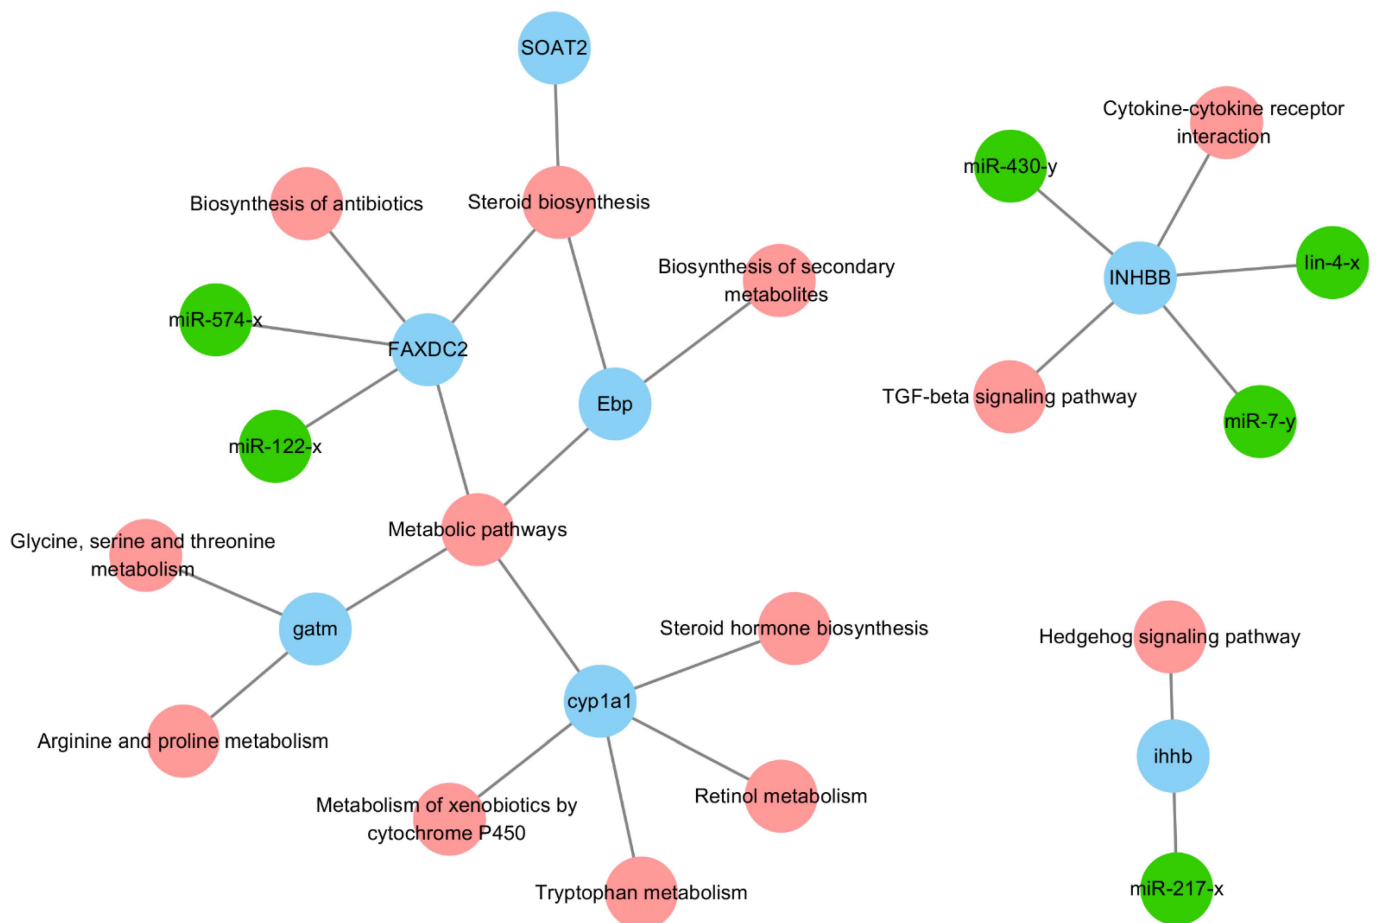 SOAT2
Cytokine-cytokine receptor
interaction
miR-430-y
Biosynthesis of antibiotics
Steroid biosynthesis
Biosynthesis of secondary
metabolites
lin-4-x
INHBB
miR-574-x
FAXDC2
Ebp
TGF-beta signaling pathway
miR-7-y
miR-122-x
Metabolic pathways
Glycine, serine and threonine
metabolism
gatm
Steroid hormone biosynthesis
Hedgehog signaling pathway
cyp1a1
Arginine and proline metabolism
ihhb
Retinol metabolism
Metabolism of xenobiotics by
cytochrome P450
Tryptophan metabolism
miR-217-x